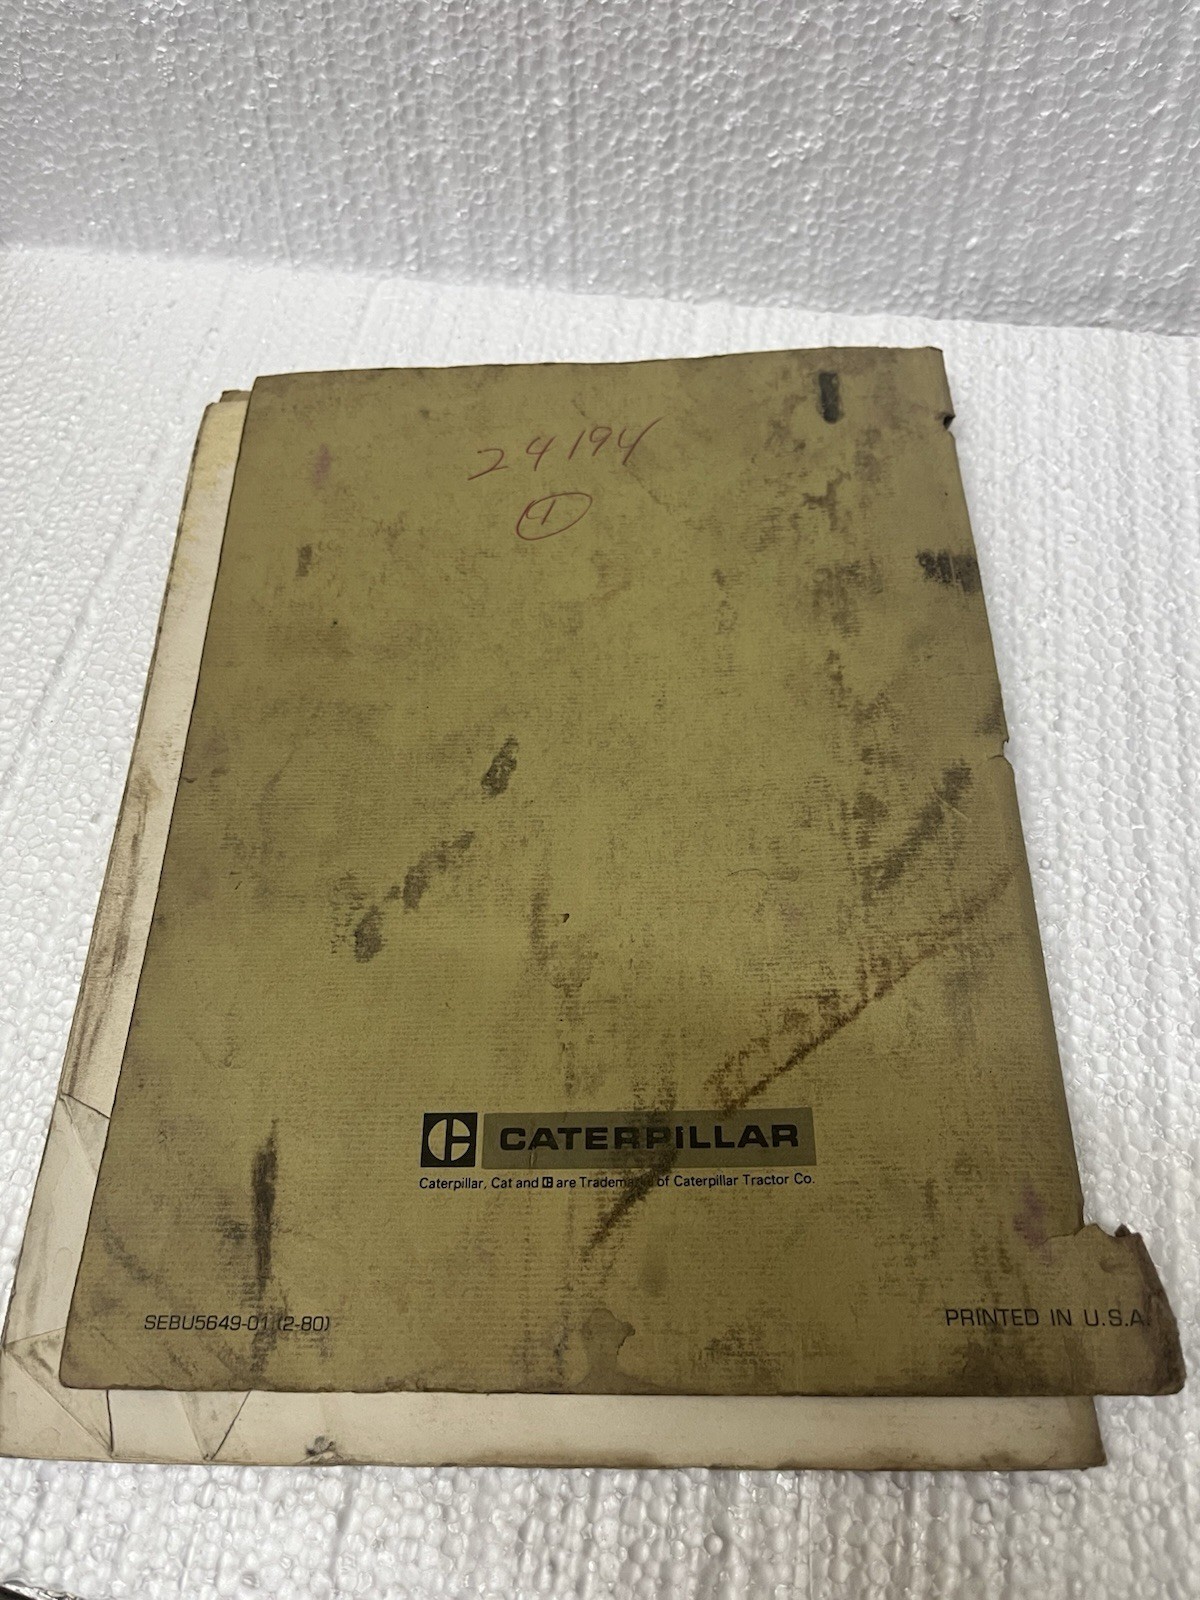 24194
1
C CATERPILLAR
Caterpillar, Cat and C are Trademarks of Caterpillar Tractor Co.
SEBU5649-01 (2-80)
PRINTED IN U.S.A.